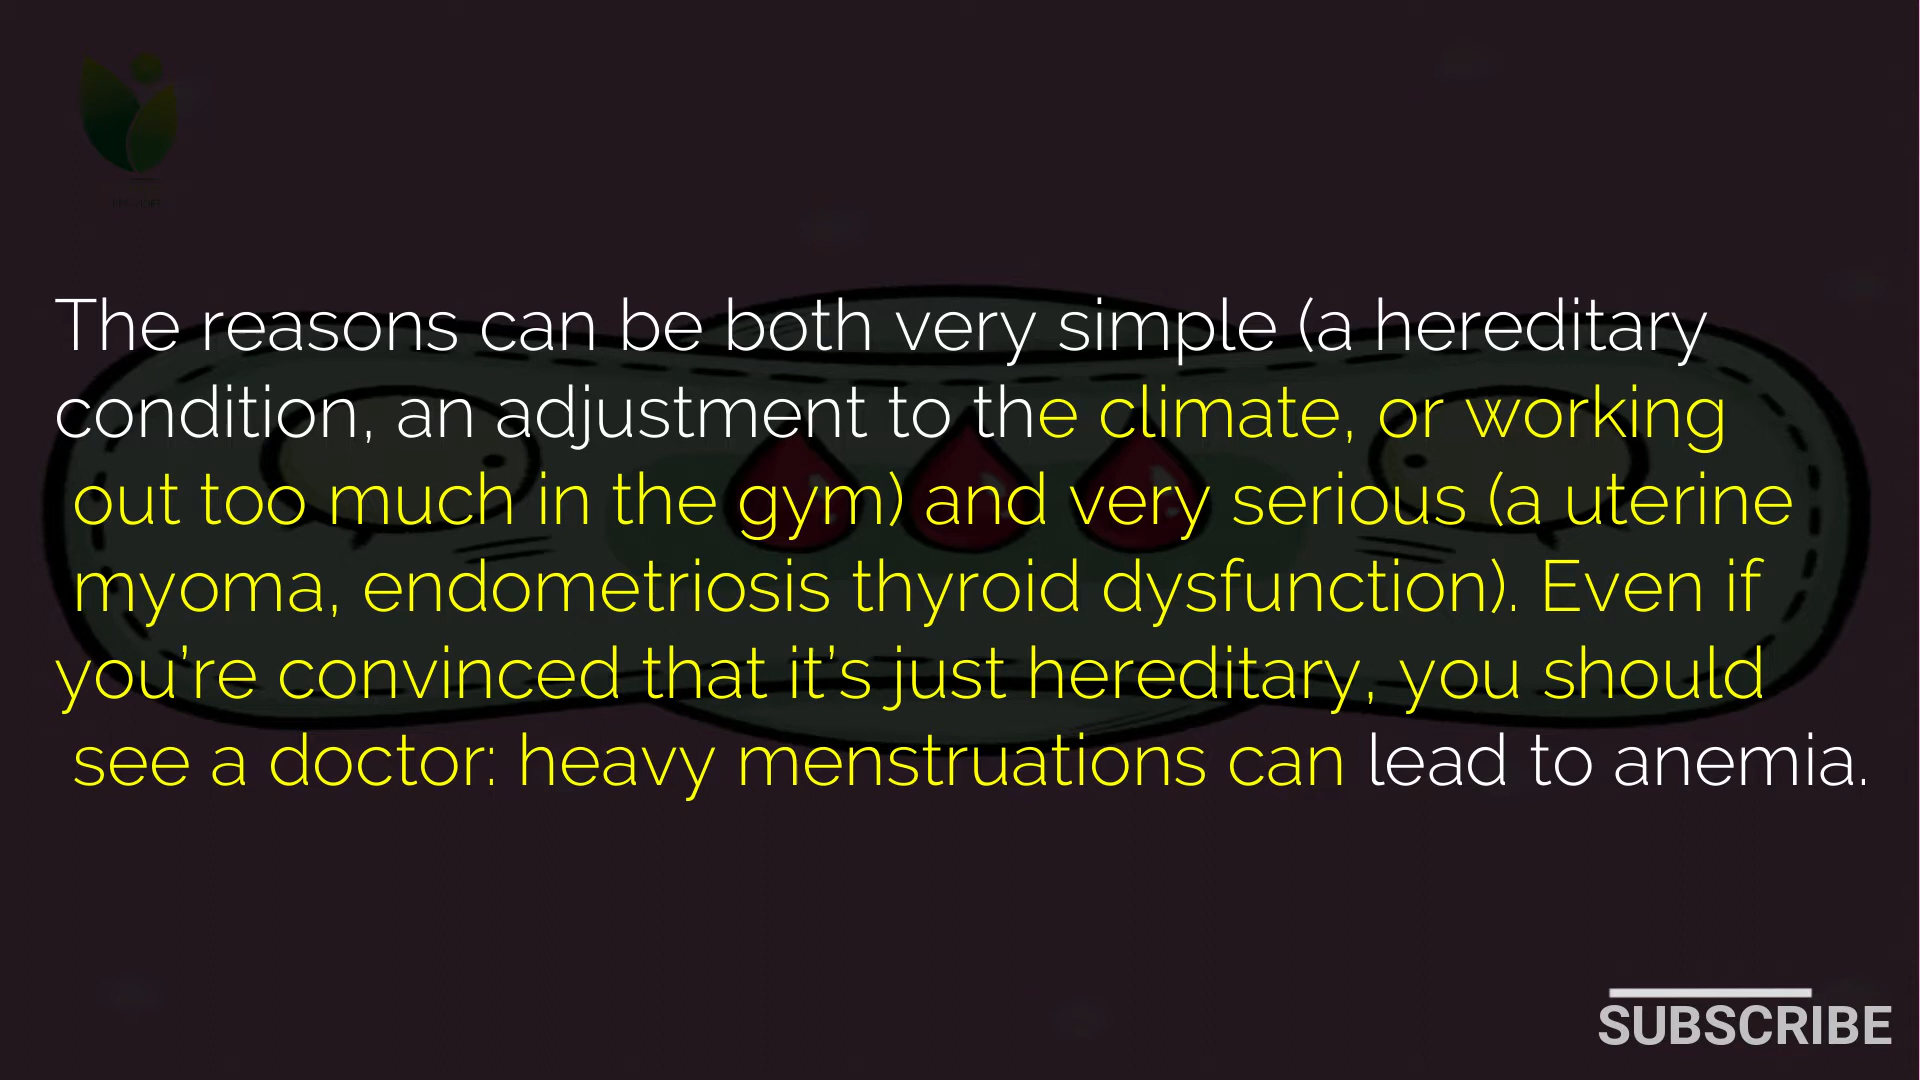 The reasons can be both very simple (a hereditary
condition, an adjustment to the climate, or working
out too much in the gym) and very serious (a uterine
myoma, endometriosis thyroid dysfunction). Even if
you’re convinced that it’s just hereditary, you should
see a doctor: heavy menstruations can lead to anemia.
SUBSCRIBE